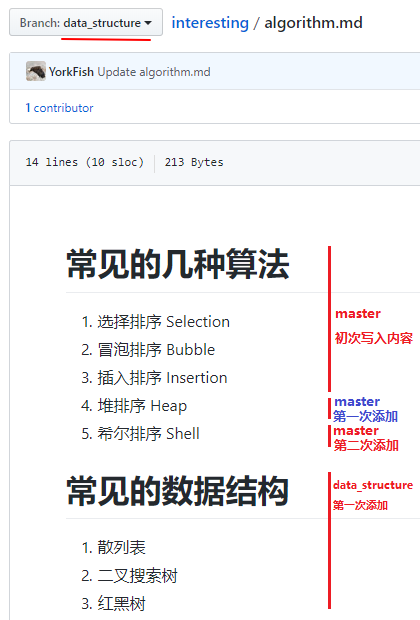 Branch: data_structure
interesting / algorithm.md
YorkFish Update algorithm.md
1 contributor
14 lines (10 sloc) 213 Bytes
常见的几种算法
1. 选择排序 Selection
2. 冒泡排序 Bubble
3. 插入排序 Insertion
4. 堆排序 Heap
5. 希尔排序 Shell
master
初次写入内容
master
第一次添加
master
第二次添加
常见的数据结构
1. 散列表
2. 二叉搜索树
3. 红黑树
data_structure
第一次添加